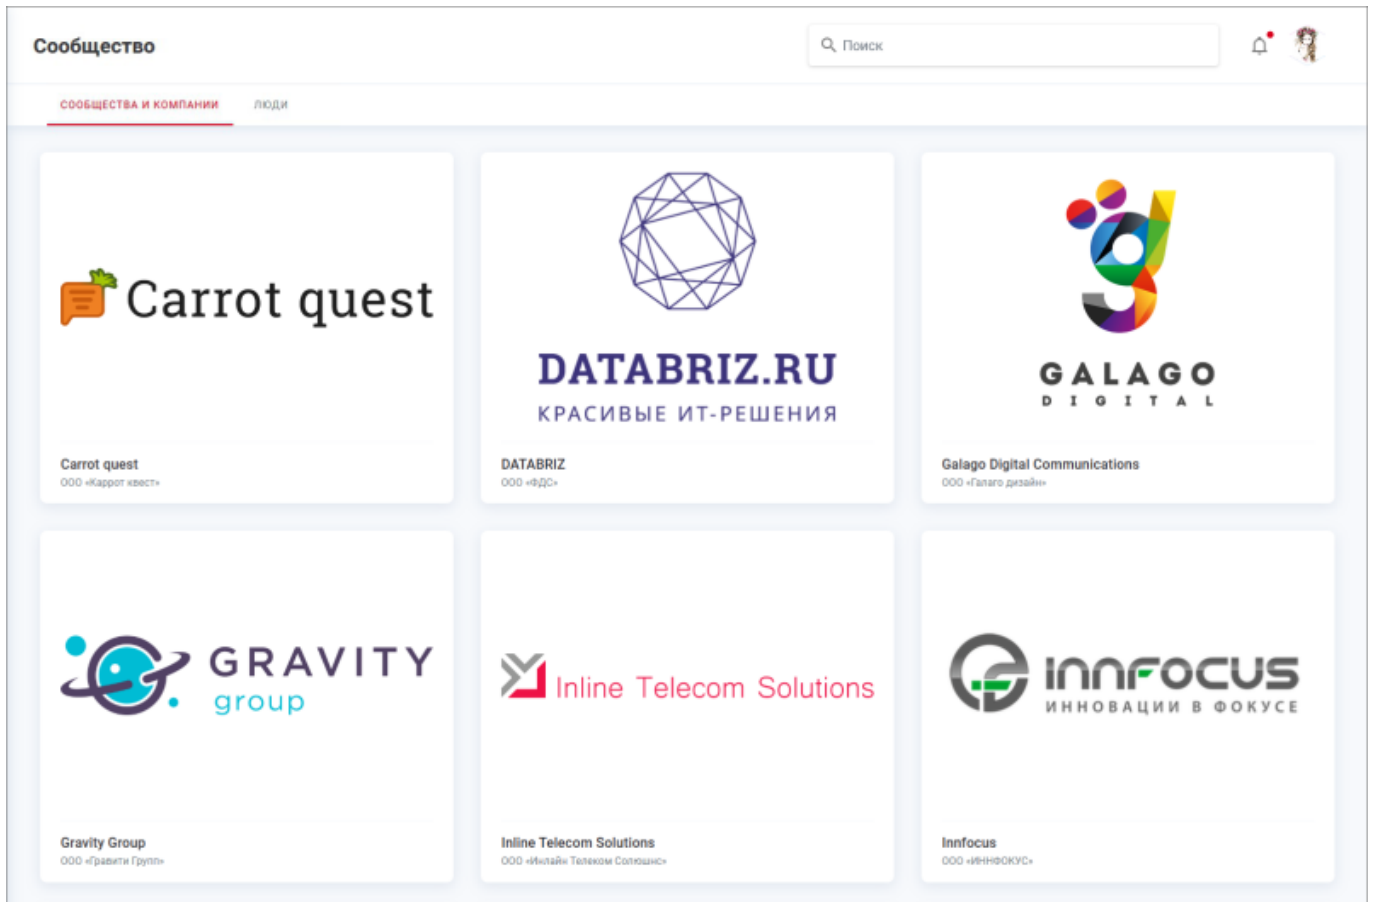 Сообщество
Поиск
СООБЩЕСТВА И КОМПАНИИ
ЛЮДИ
Carrot quest
DATABRIZ.RU
КРАСИВЫЕ ИТ-РЕШЕНИЯ
GALAGO
DIGITAL
Carrot quest
ООО «Каррот квест»
DATABRIZ
ООО «ФДС»
Galago Digital Communications
ООО «Галаго дизайн»
GRAVITY
group
Inline Telecom Solutions
INNFOCUS
ИННОВАЦИИ В ФОКУСЕ
Gravity Group
ООО «Гравити Групп»
Inline Telecom Solutions
ООО «Инлайн Телеком Солюшнс»
Innfocus
ООО «ИННФОКУС»